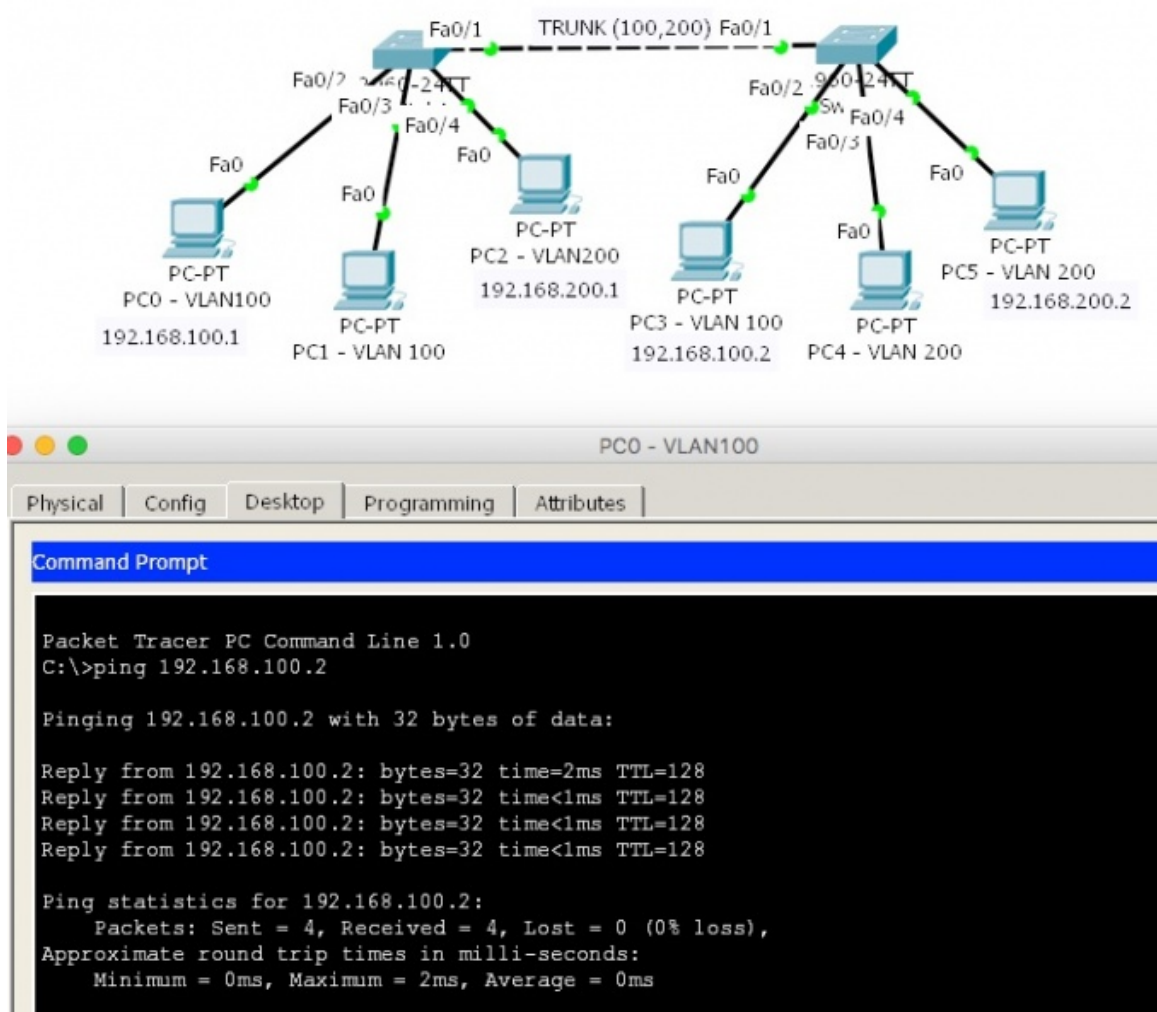 Fa0/1
TRUNK (100,200)
Fa0/1
Fa0/2
Fa0/3
Fa0/4
Fa0
Fa0
Fa0
PC-PT
PC0 - VLAN100
192.168.100.1
PC-PT
PC1 - VLAN 100
PC-PT
PC2 - VLAN200
192.168.200.1
Fa0/2
Fa0/3
Fa0/4
Fa0
Fa0
Fa0
PC-PT
PC3 - VLAN 100
192.168.100.2
PC-PT
PC4 - VLAN 200
PC-PT
PC5 - VLAN 200
192.168.200.2
PC0 - VLAN100
Physical
Config
Desktop
Programming
Attributes
Command Prompt
Packet Tracer PC Command Line 1.0
C:\>ping 192.168.100.2
Pinging 192.168.100.2 with 32 bytes of data:
Reply from 192.168.100.2: bytes=32 time=2ms TTL=128
Reply from 192.168.100.2: bytes=32 time<1ms TTL=128
Reply from 192.168.100.2: bytes=32 time<1ms TTL=128
Reply from 192.168.100.2: bytes=32 time<1ms TTL=128
Ping statistics for 192.168.100.2:
Packets: Sent = 4, Received = 4, Lost = 0 (0% loss),
Approximate round trip times in milli-seconds:
Minimum = 0ms, Maximum = 2ms, Average = 0ms